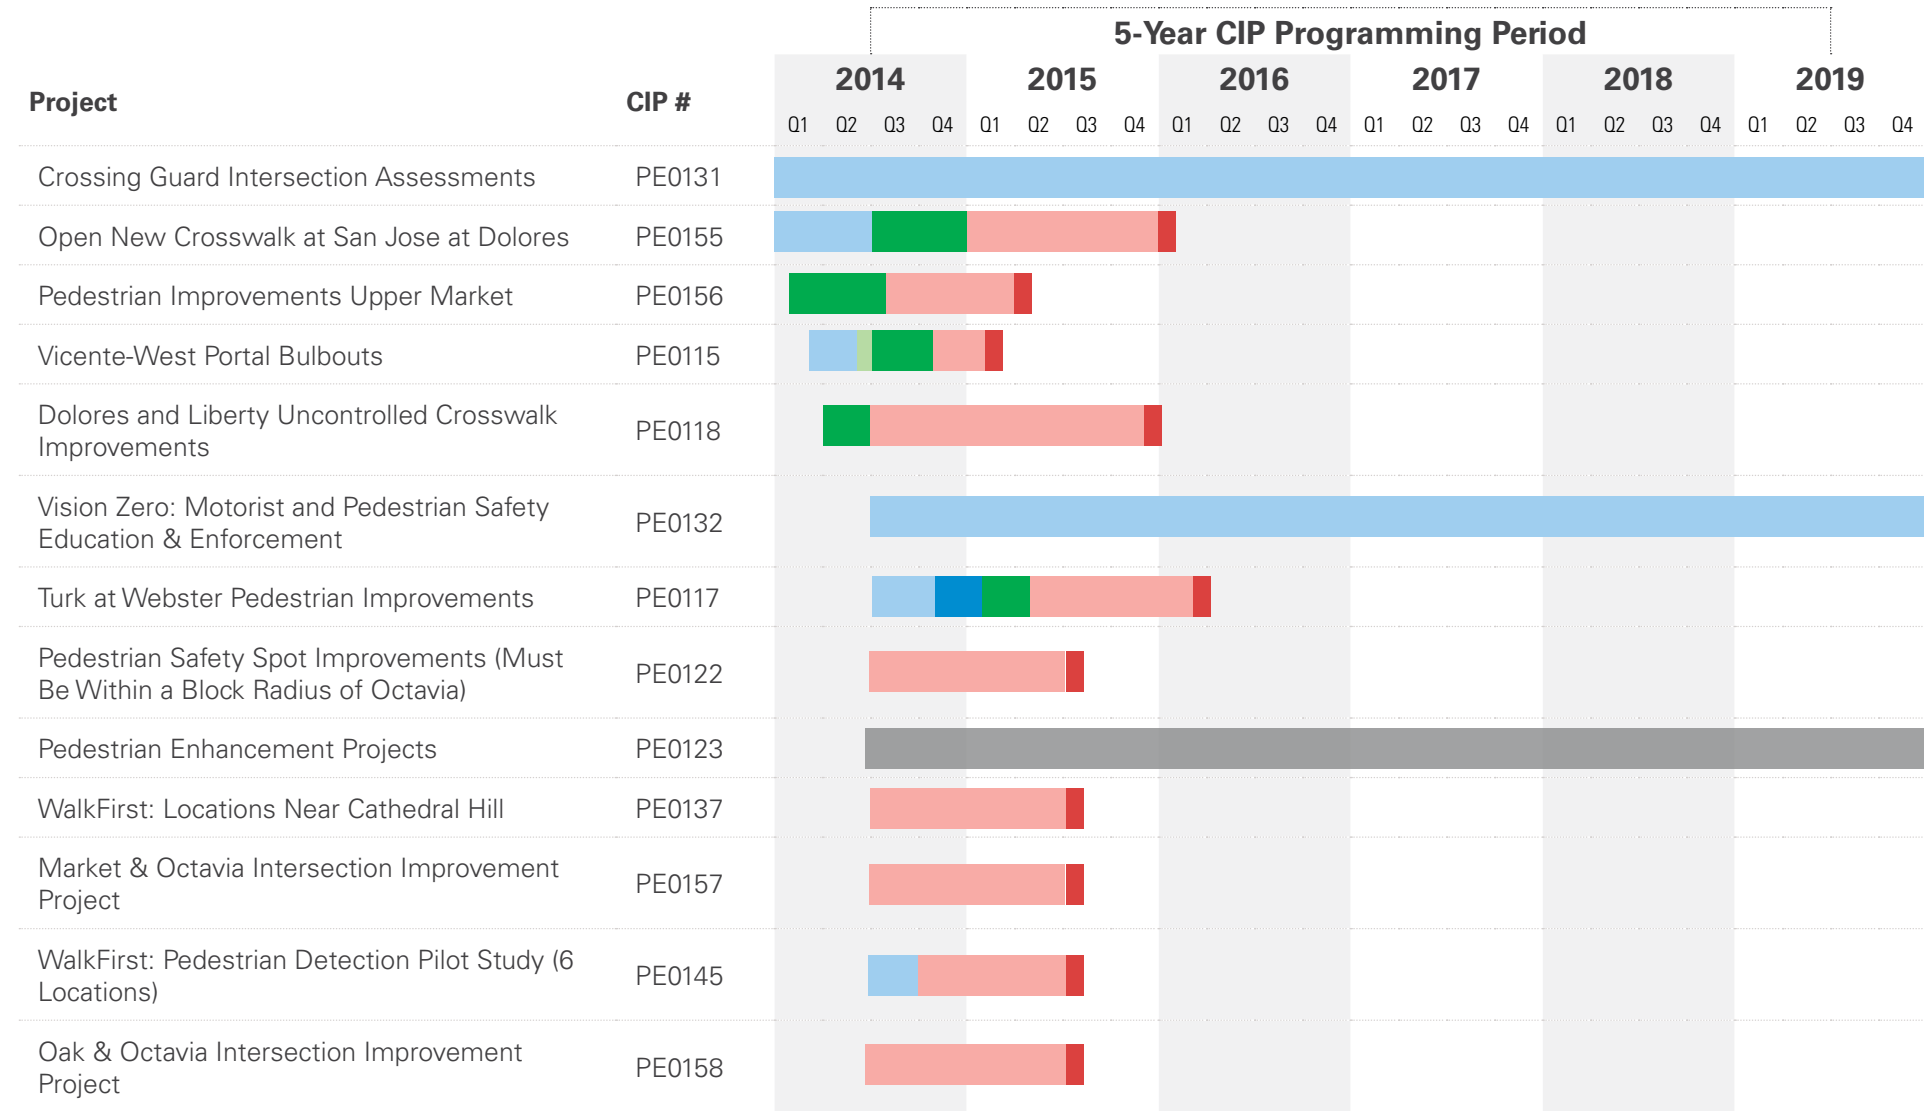 5-Year CIP Programming Period
2014 2015 2016 2017 2018 2019
Project CIP #
Q1 Q2 Q3 Q4 Q1 Q2 Q3 Q4 Q1 Q2 Q3 Q4 Q1 Q2 Q3 Q4 Q1 Q2 Q3 Q4 Q1 Q2 Q3 Q4
Crossing Guard Intersection Assessments PE0131
Open New Crosswalk at San Jose at Dolores PE0155
Pedestrian Improvements Upper Market PE0156
Vicente-West Portal Bulbouts PE0115
Dolores and Liberty Uncontrolled Crosswalk
Improvements
PE0118
Vision Zero: Motorist and Pedestrian Safety
Education & Enforcement
PE0132
Turk at Webster Pedestrian Improvements PE0117
Pedestrian Safety Spot Improvements (Must
Be Within a Block Radius of Octavia)
PE0122
Pedestrian Enhancement Projects PE0123
WalkFirst: Locations Near Cathedral Hill PE0137
Market & Octavia Intersection Improvement
Project
PE0157
WalkFirst: Pedestrian Detection Pilot Study (6
Locations)
PE0145
Oak & Octavia Intersection Improvement
Project
PE0158